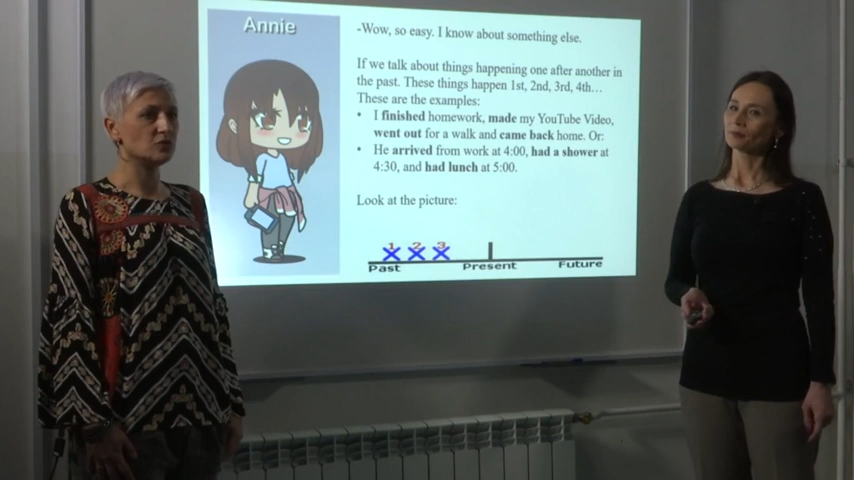 Annie
-Wow, so easy. I know about something else.
If we talk about things happening one after another in
the past. These things happen 1st, 2nd, 3rd, 4th…
These are the examples:
• I finished homework, made my YouTube Video,
went out for a walk and came back home. Or:
• He arrived from work at 4:00, had a shower at
4:30, and had lunch at 5:00.
Look at the picture:
1 2 3
Past Present Future